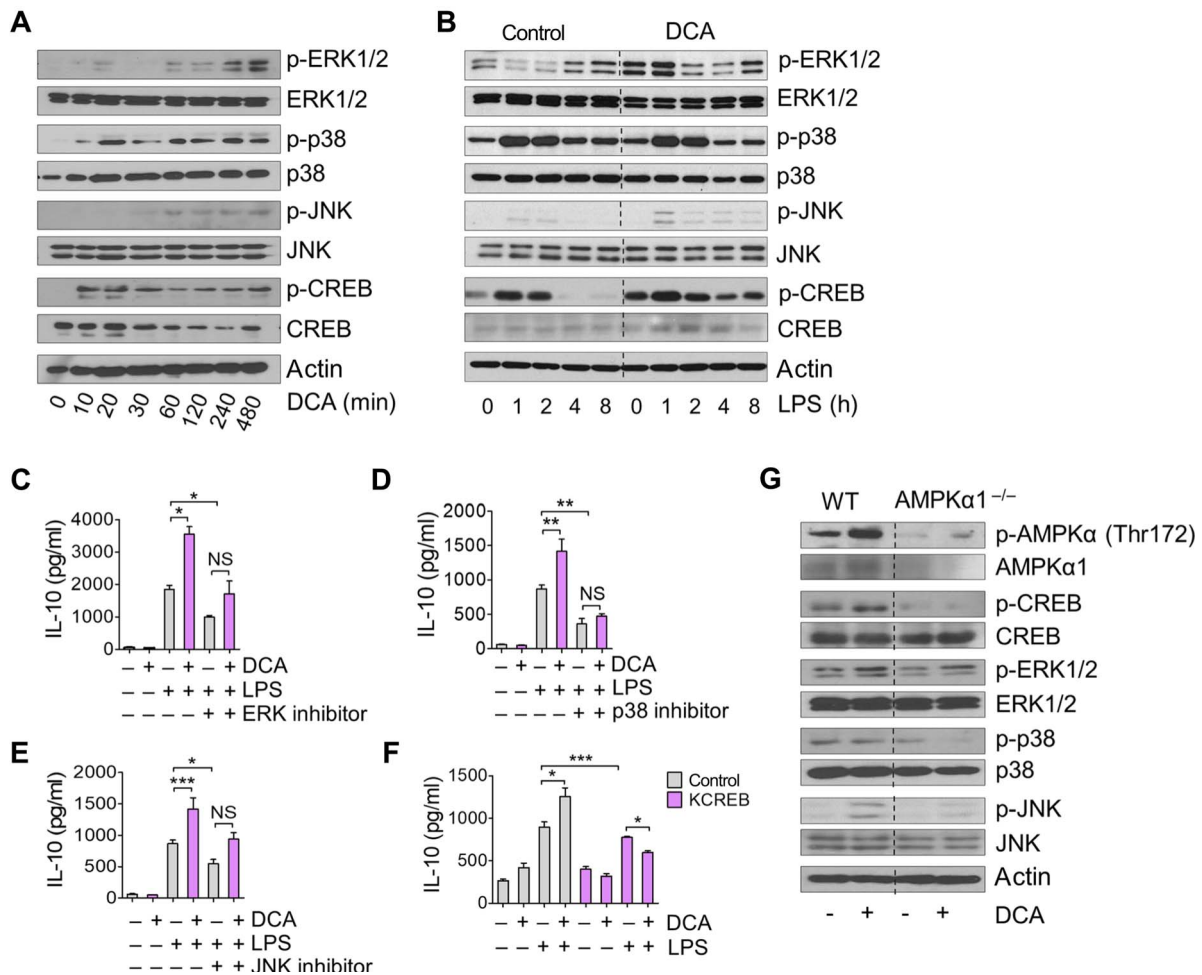 A
p-ERK1/2
ERK1/2
p-p38
p38
p-JNK
JNK
p-CREB
CREB
Actin
0 10 20 30 60 120 240 480 DCA (min)
B
Control DCA
p-ERK1/2
ERK1/2
p-p38
p38
p-JNK
JNK
p-CREB
CREB
Actin
0 1 2 4 8 0 1 2 4 8 LPS (h)
C
IL-10 (pg/ml)
4000
3000
2000
1000
0
*
*
NS
– + – + – + DCA
– – + + + + LPS
– – – – + + ERK inhibitor
D
IL-10 (pg/ml)
2000
1500
1000
500
0
**
**
NS
– + – + – + DCA
– – + + + + LPS
– – – – + + p38 inhibitor
E
IL-10 (pg/ml)
2000
1500
1000
500
0
*
***
NS
– + – + – + DCA
– – + + + + LPS
– – – – + + JNK inhibitor
F
IL-10 (pg/ml)
1500
1000
500
0
***
*
*
Control
KCREB
– + – + – + – + DCA
– – + + – – + + LPS
G
WT AMPKα1 –/–
p-AMPKα (Thr172)
AMPKα1
p-CREB
CREB
p-ERK1/2
ERK1/2
p-p38
p38
p-JNK
JNK
Actin
- + - + DCA